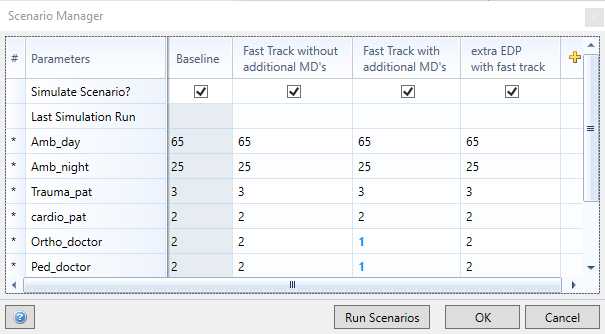 Scenario Manager
x
# Parameters Baseline Fast Track without additional MD's Fast Track with additional MD's extra EDP with fast track
Simulate Scenario?
Last Simulation Run
* Amb_day 65 65 65 65
* Amb_night 25 25 25 25
* Trauma_pat 3 3 3 3
* cardio_pat 2 2 2 2
* Ortho_doctor 2 2 1 2
* Ped_doctor 2 2 1 2
? Run Scenarios OK Cancel